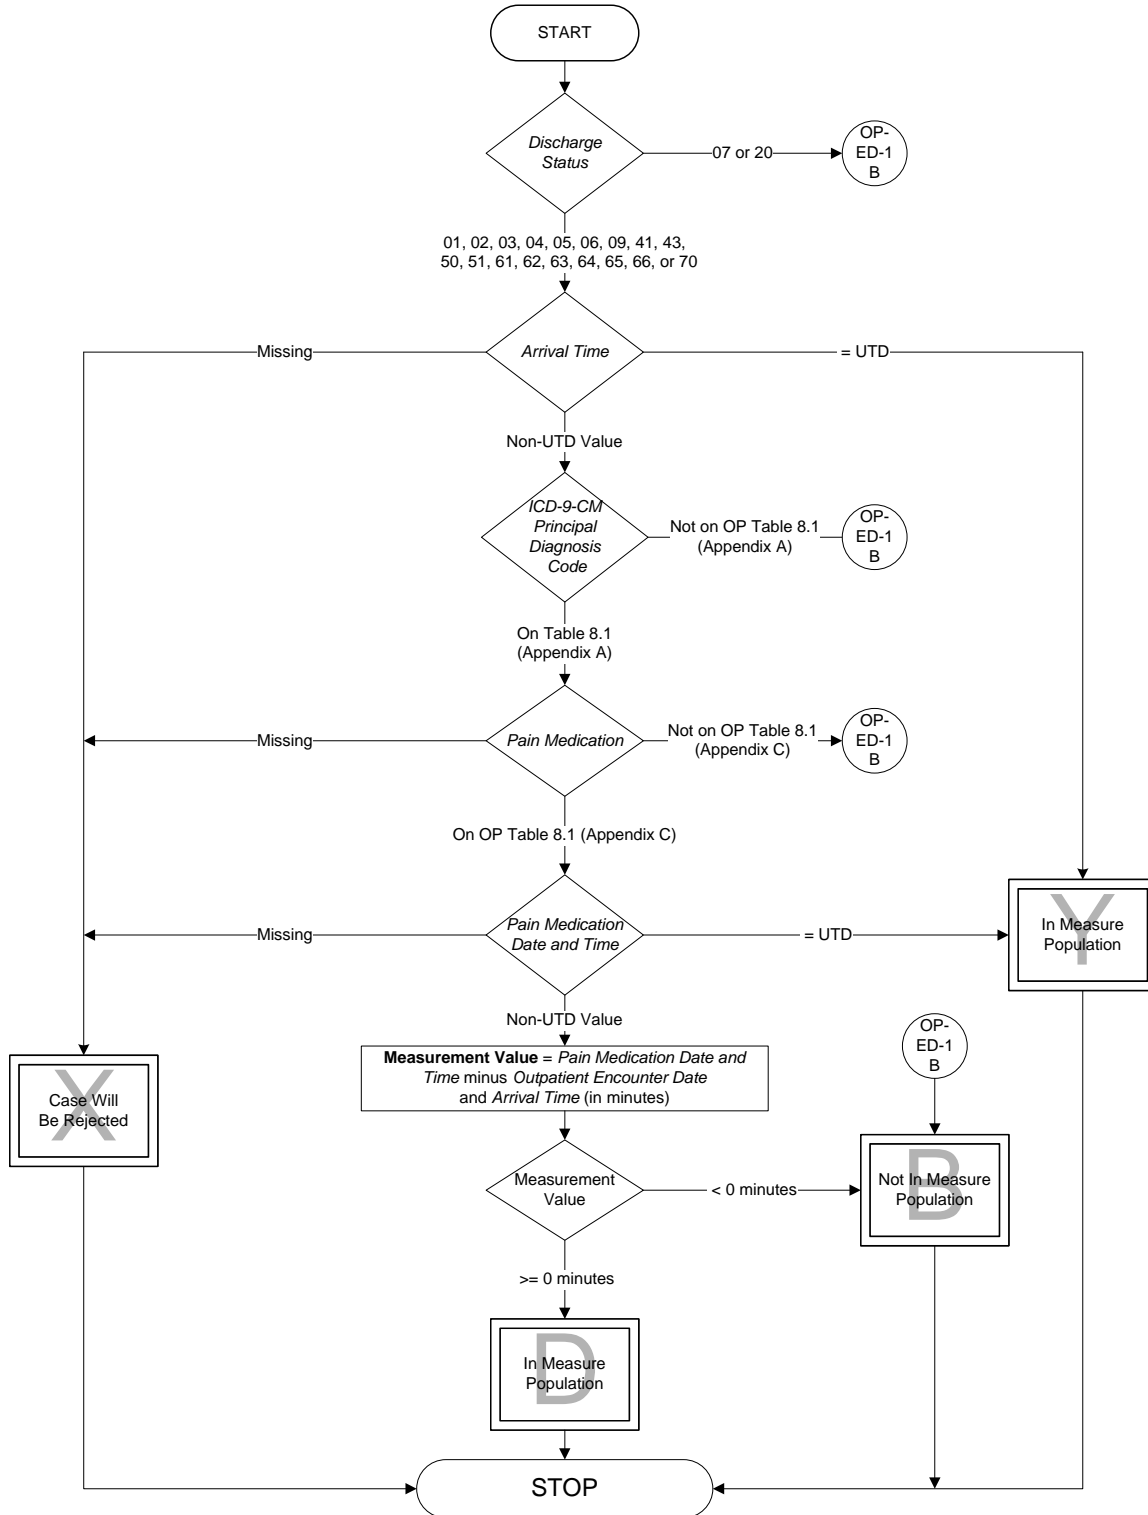 START
Discharge
Status
07 or 20
OP-
ED-1
B
01, 02, 03, 04, 05, 06, 09, 41, 43,
50, 51, 61, 62, 63, 64, 65, 66, or 70
Missing
Arrival Time
= UTD
Non-UTD Value
ICD-9-CM
Principal
Diagnosis
Code
Not on OP Table 8.1
(Appendix A)
OP-
ED-1
B
On Table 8.1
(Appendix A)
Missing
Pain Medication
Not on OP Table 8.1
(Appendix C)
OP-
ED-1
B
On OP Table 8.1 (Appendix C)
Missing
Pain Medication
Date and Time
= UTD
Y
In Measure
Population
Non-UTD Value
OP-
ED-1
B
Measurement Value = Pain Medication Date and
Time minus Outpatient Encounter Date
and Arrival Time (in minutes)
X
Case Will
Be Rejected
Measurement
Value
< 0 minutes
B
Not In Measure
Population
>= 0 minutes
D
In Measure
Population
STOP